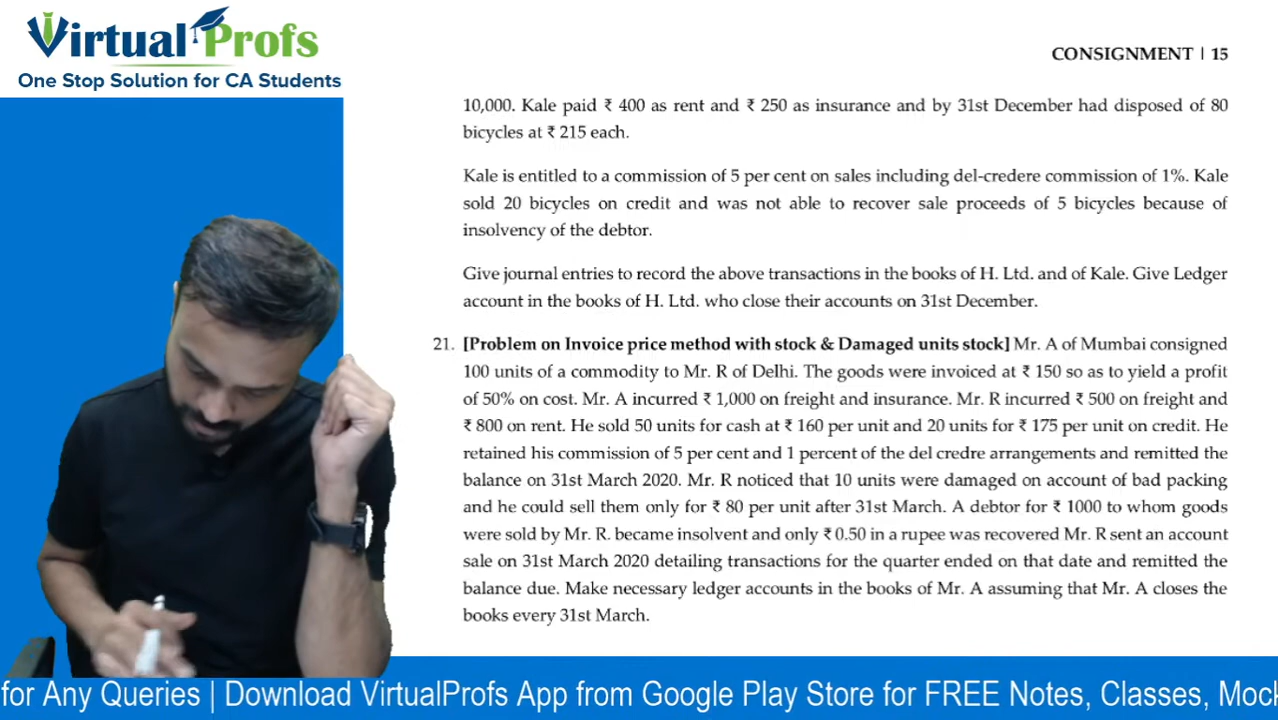 Virtual Profs
One Stop Solution for CA Students
CONSIGNMENT | 15
10,000. Kale paid ₹ 400 as rent and ₹ 250 as insurance and by 31st December had disposed of 80
bicycles at ₹ 215 each.
Kale is entitled to a commission of 5 per cent on sales including del-credere commission of 1%. Kale
sold 20 bicycles on credit and was not able to recover sale proceeds of 5 bicycles because of
insolvency of the debtor.
Give journal entries to record the above transactions in the books of H. Ltd. and of Kale. Give Ledger
account in the books of H. Ltd. who close their accounts on 31st December.
21. [Problem on Invoice price method with stock & Damaged units stock] Mr. A of Mumbai consigned
100 units of a commodity to Mr. R of Delhi. The goods were invoiced at ₹ 150 so as to yield a profit
of 50% on cost. Mr. A incurred ₹ 1,000 on freight and insurance. Mr. R incurred ₹ 500 on freight and
₹ 800 on rent. He sold 50 units for cash at ₹ 160 per unit and 20 units for ₹ 175 per unit on credit. He
retained his commission of 5 per cent and 1 percent of the del credre arrangements and remitted the
balance on 31st March 2020. Mr. R noticed that 10 units were damaged on account of bad packing
and he could sell them only for ₹ 80 per unit after 31st March. A debtor for ₹ 1000 to whom goods
were sold by Mr. R. became insolvent and only ₹ 0.50 in a rupee was recovered Mr. R sent an account
sale on 31st March 2020 detailing transactions for the quarter ended on that date and remitted the
balance due. Make necessary ledger accounts in the books of Mr. A assuming that Mr. A closes the
books every 31st March.
for Any Queries | Download VirtualProfs App from Google Play Store for FREE Notes, Classes, Mock